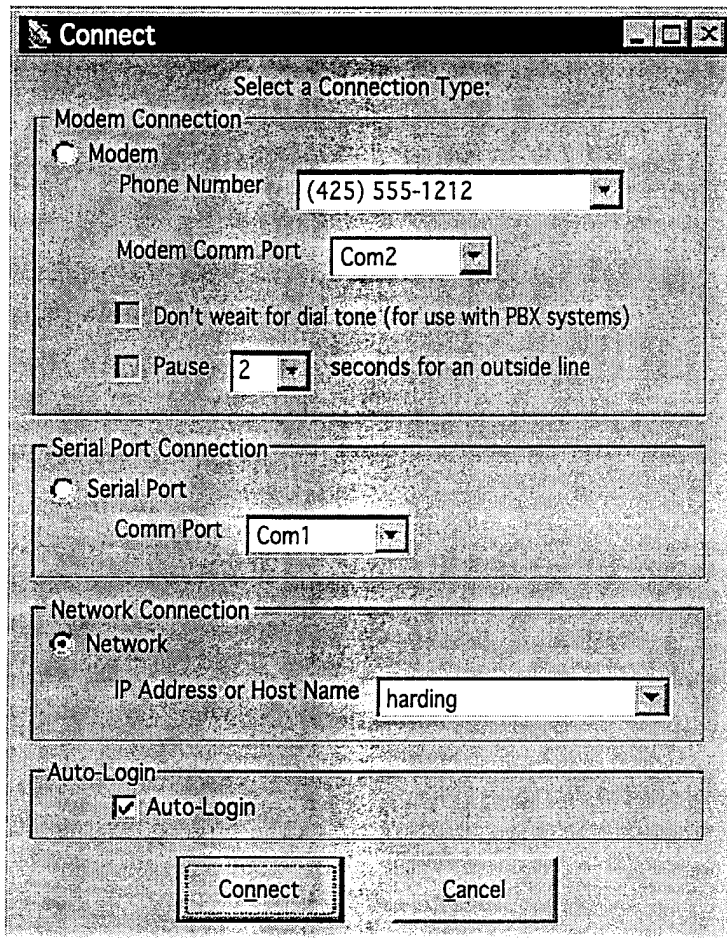 Connect
Select a Connection Type:
Modem Connection
Modem
Phone Number (425) 555-1212
Modem Comm Port Com2
Don't weait for dial tone (for use with PBX systems)
Pause 2 seconds for an outside line
Serial Port Connection
Serial Port
Comm Port Com1
Network Connection
Network
IP Address or Host Name harding
Auto-Login
Auto-Login
Connect Cancel